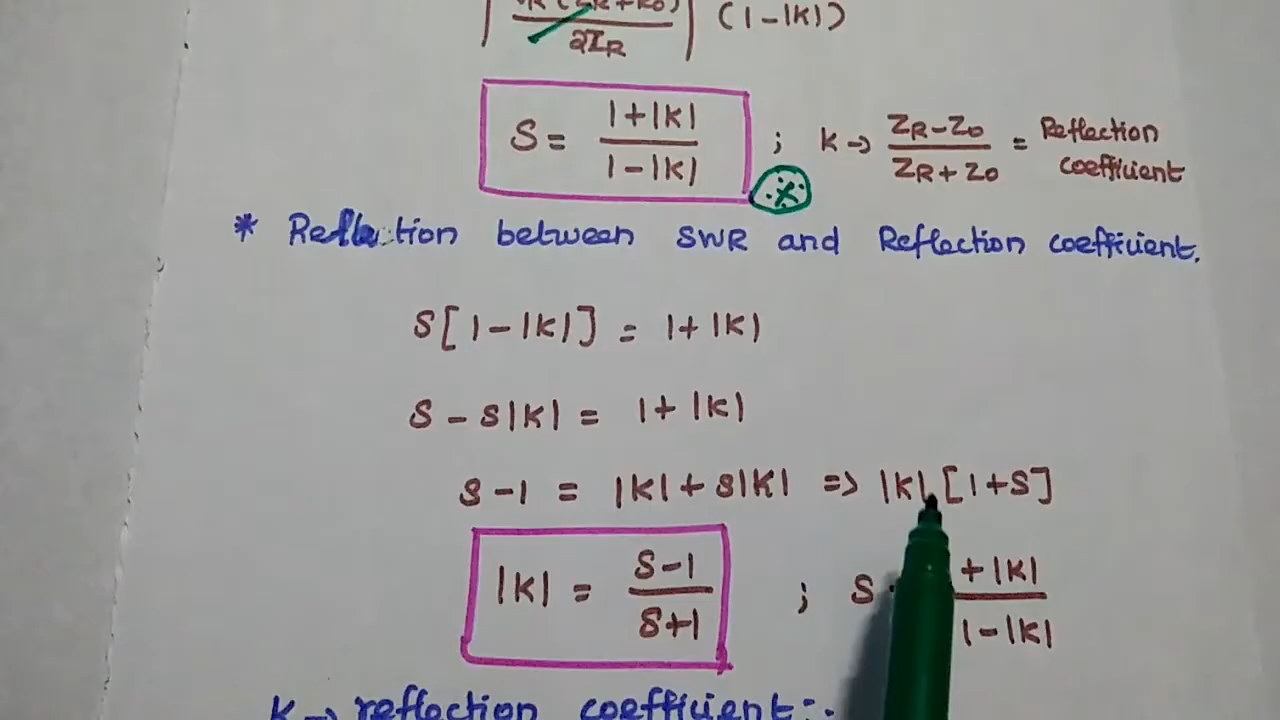 (1-|K|)
2IR
S = 1+|K| / 1-|K| ; K → ZR-Z0 / ZR+Z0 = Reflection coefficient
* Reflection between SWR and Reflection coefficient.
S[1-|K|] = 1+|K|
S - S|K| = 1+|K|
S-1 = |K|+S|K| => |K| [1+S]
|K| = S-1 / S+1 ; S +|K| / 1-|K|
K → reflection coefficient:-